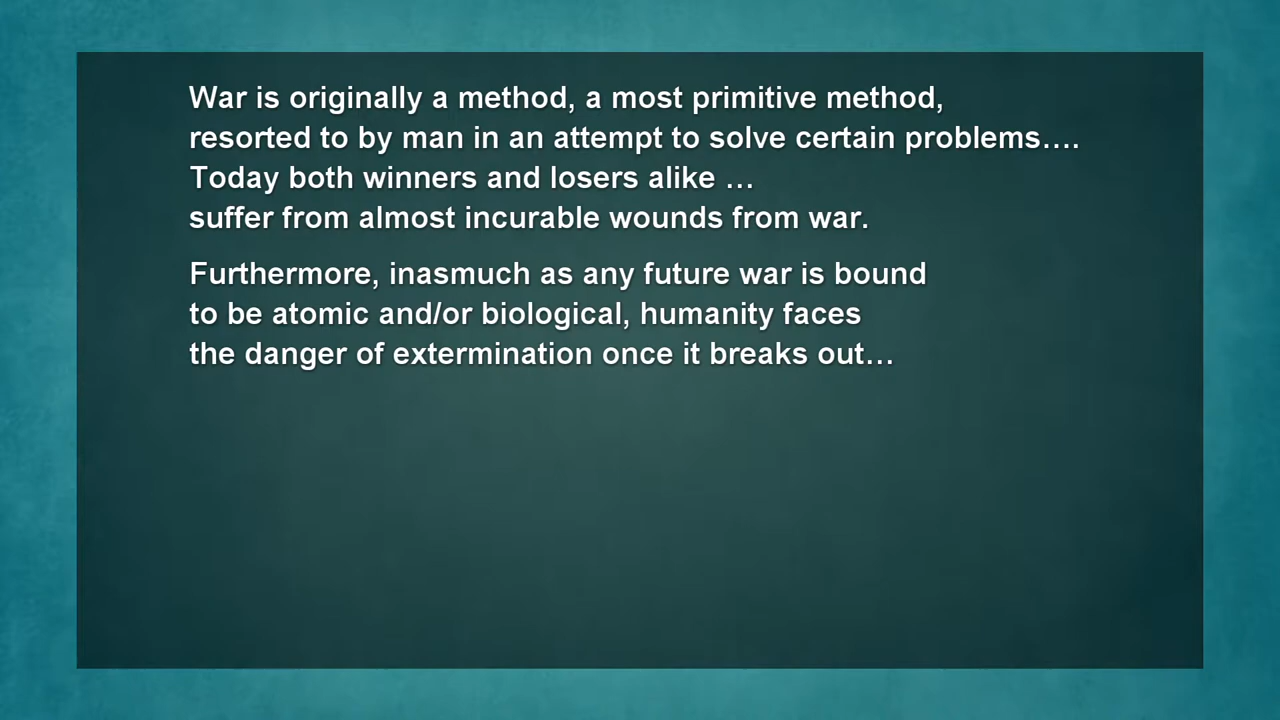 War is originally a method, a most primitive method,
resorted to by man in an attempt to solve certain problems….
Today both winners and losers alike …
suffer from almost incurable wounds from war.
Furthermore, inasmuch as any future war is bound
to be atomic and/or biological, humanity faces
the danger of extermination once it breaks out…